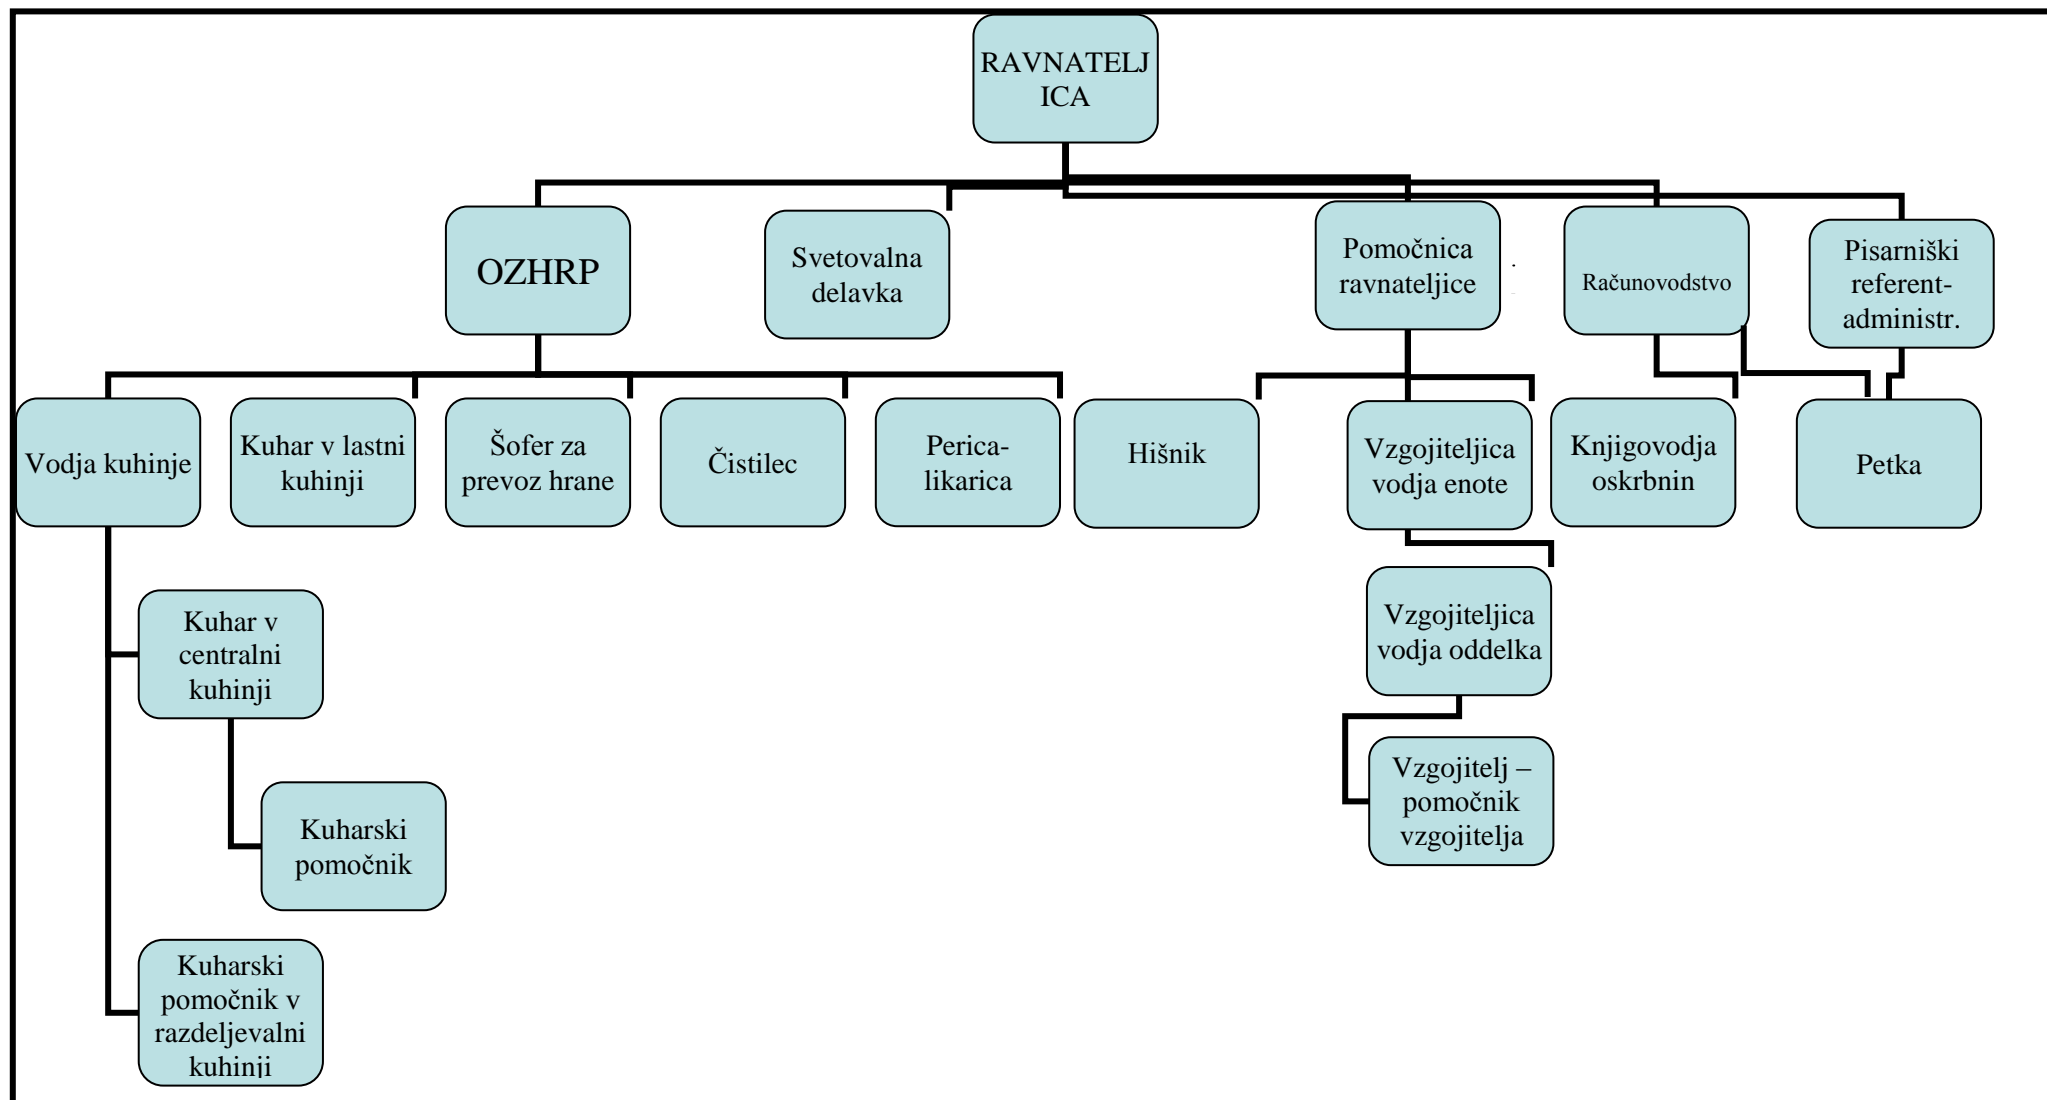 RAVNATELJ
ICA
OZHRP
Svetovalna
delavka
Pomočnica
ravnateljice
Računovodstvo
Pisarniški
referent-
administr.
Vodja kuhinje
Kuhar v lastni
kuhinji
Šofer za
prevoz hrane
Čistilec
Perica-
likarica
Hišnik
Vzgojiteljica
vodja enote
Knjigovodja
oskrbnin
Petka
Kuhar v
centralni
kuhinji
Vzgojiteljica
vodja oddelka
Kuharski
pomočnik
Vzgojitelj –
pomočnik
vzgojitelja
Kuharski
pomočnik v
razdeljevalni
kuhinji